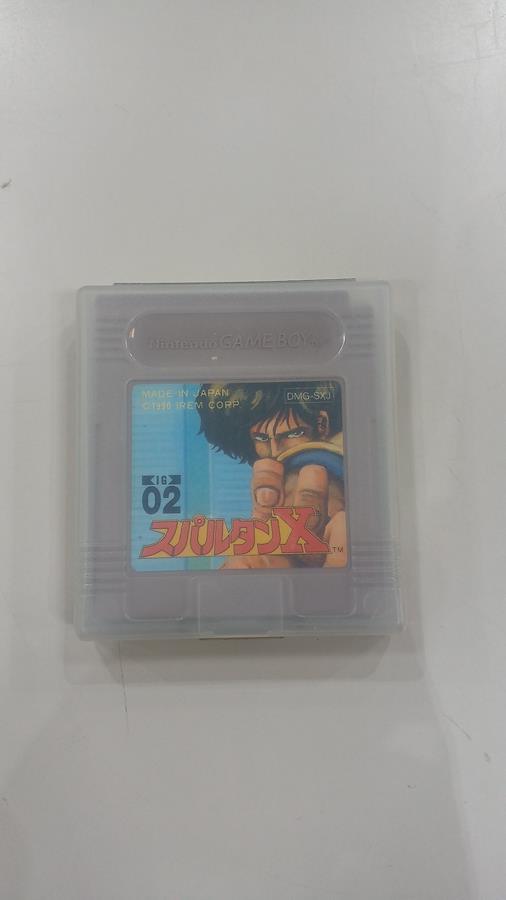 Nintendo GAME BOY
MADE IN JAPAN
©1990 IREM CORP.
DMG-SXJ
IG
02
スパルタンX
TM